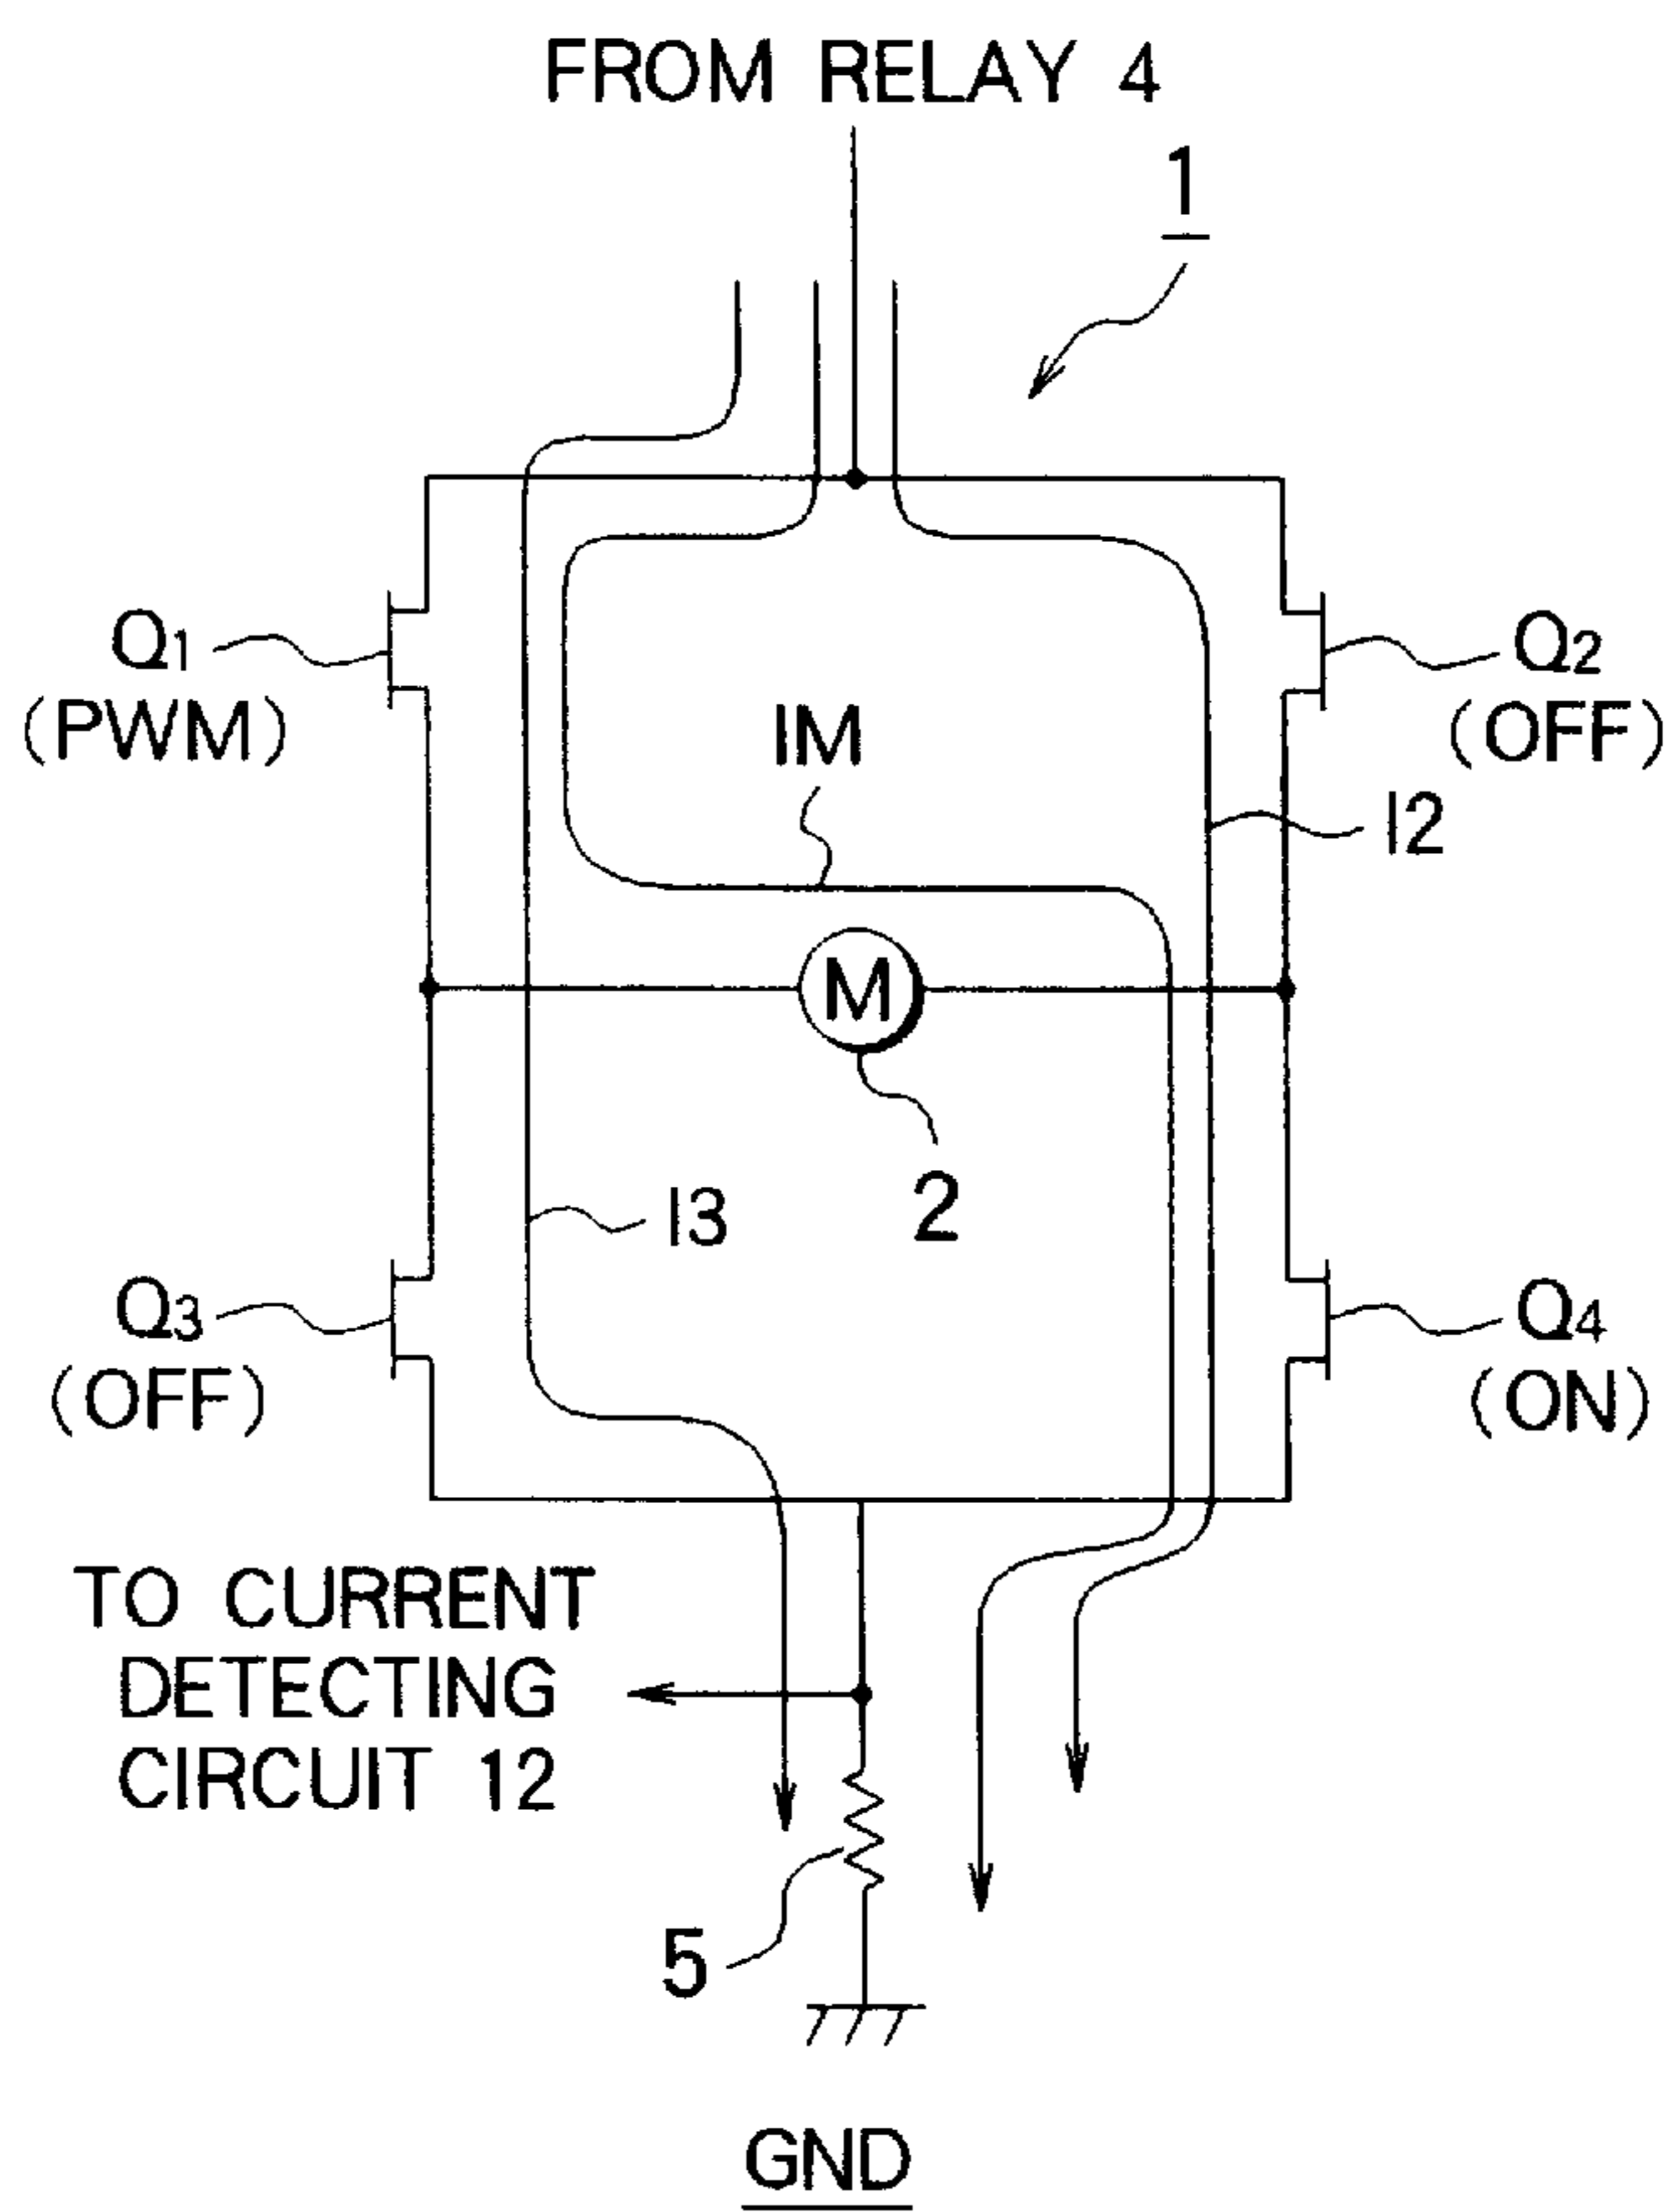 FROM RELAY 4
1
Q1
(PWM)
Q2
(OFF)
IM
I2
M
2
I3
Q3
(OFF)
Q4
(ON)
TO CURRENT
DETECTING
CIRCUIT 12
5
GND